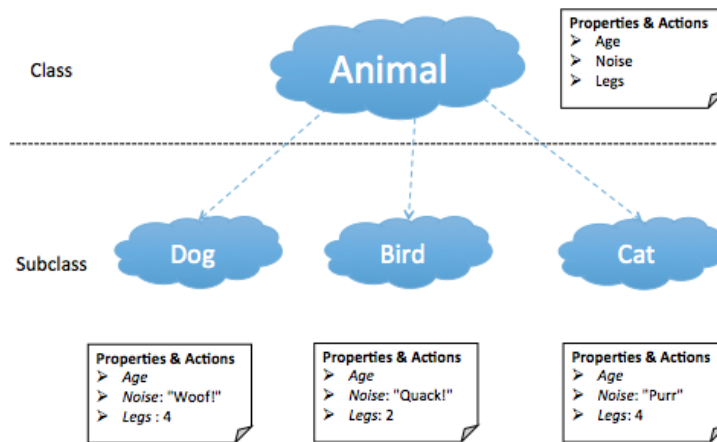 Class
Animal
Properties & Actions
➢ Age
➢ Noise
➢ Legs
Subclass
Dog
Bird
Cat
Properties & Actions
➢ Age
➢ Noise: "Woof!"
➢ Legs : 4
Properties & Actions
➢ Age
➢ Noise: "Quack!"
➢ Legs: 2
Properties & Actions
➢ Age
➢ Noise: "Purr"
➢ Legs: 4